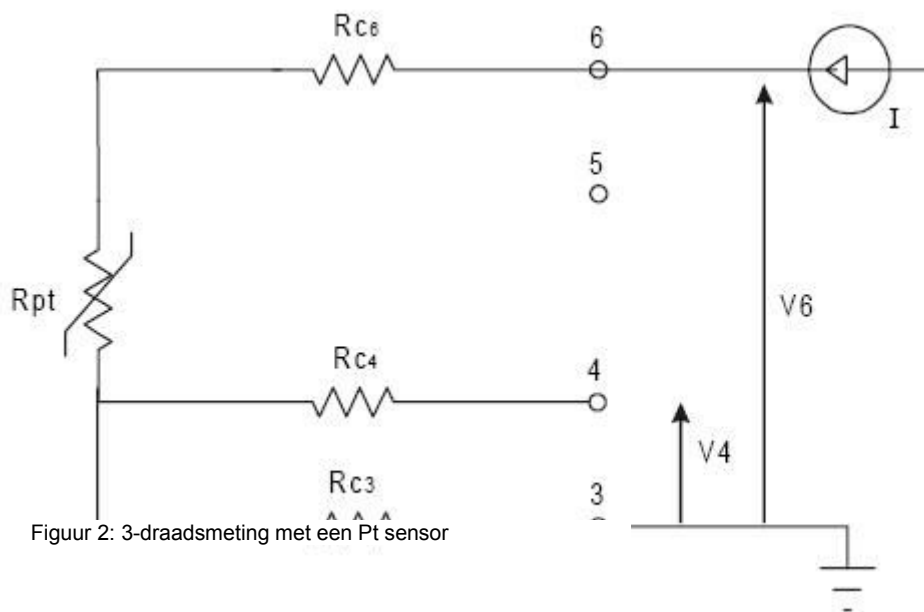 Rc6
6
I
5
Rpt
V6
Rc4
4
V4
Rc3
3
Figuur 2: 3-draadsmeting met een Pt sensor